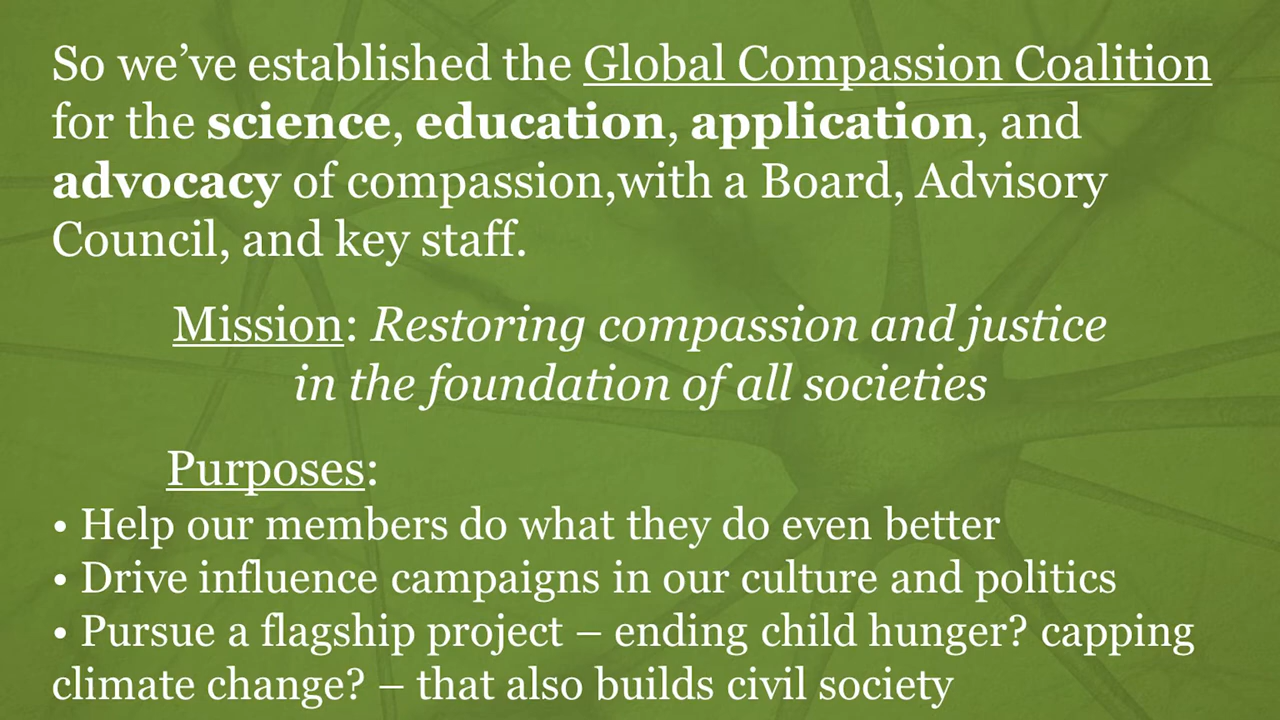 So we’ve established the Global Compassion Coalition
for the science, education, application, and
advocacy of compassion,with a Board, Advisory
Council, and key staff.
Mission: Restoring compassion and justice
in the foundation of all societies
Purposes:
• Help our members do what they do even better
• Drive influence campaigns in our culture and politics
• Pursue a flagship project – ending child hunger? capping
climate change? – that also builds civil society